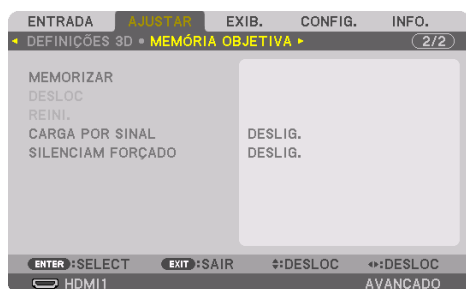 ENTRADA AJUSTAR EXIB. CONFIG. INFO.
◂ DEFINIÇÕES 3D • MEMÓRIA OBJETIVA ▸ 2/2
MEMORIZAR
DESLOC
REINI.
CARGA POR SINAL DESLIG.
SILENCIAM FORÇADO DESLIG.
ENTER :SELECT EXIT :SAIR ♦:DESLOC ◂▸:DESLOC
HDMI1 AVANÇADO